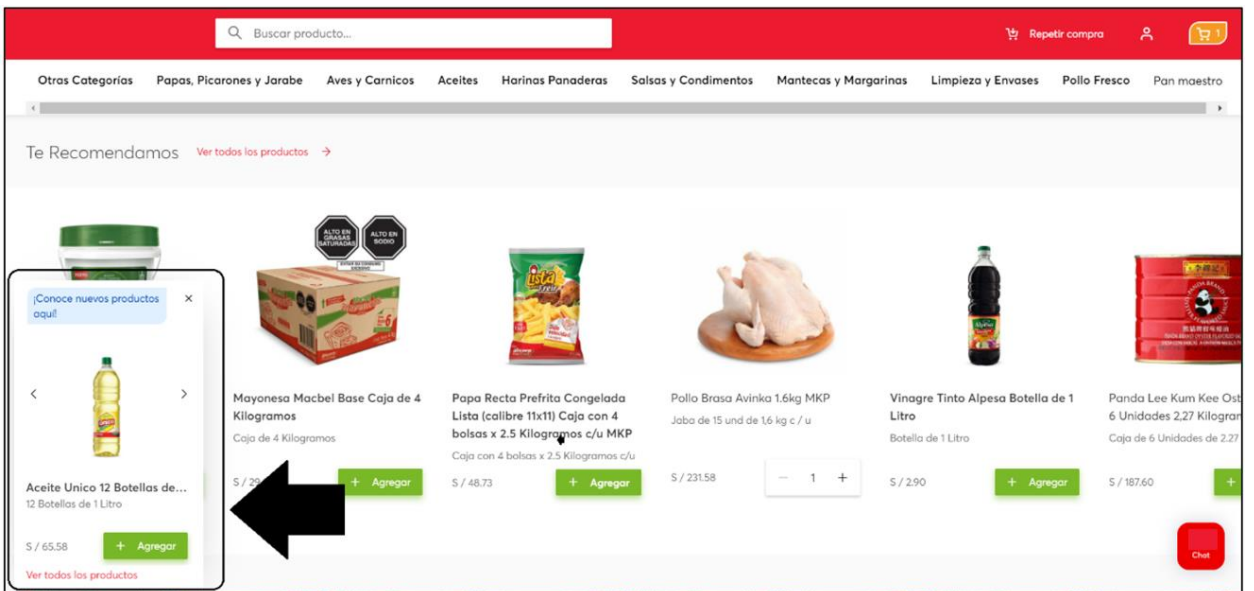 Buscar producto...
Repetir compra
1
Otras Categorías
Papas, Picarones y Jarabe
Aves y Carnicos
Aceites
Harinas Panaderas
Salsas y Condimentos
Mantecas y Margarinas
Limpieza y Envases
Pollo Fresco
Pan maestro
Te Recomendamos
Ver todos los productos
¡Conoce nuevos productos
aquí!
Aceite Unico 12 Botellas de...
12 Botellas de 1 Litro
S / 65.58
+ Agregar
Ver todos los productos
ALTO EN
GRASAS
SATURADAS
ALTO EN
SODIO
Mayonesa Macbel Base Caja de 4
Kilogramos
Caja de 4 Kilogramos
S / 29
+ Agregar
Lista
Papa Recta Prefrita Congelada
Lista (calibre 11x11) Caja con 4
bolsas x 2.5 Kilogramos c/u MKP
Caja con 4 bolsas x 2.5 Kilogramos c/u
S / 48.73
+ Agregar
Pollo Brasa Avinka 1.6kg MKP
Jaba de 15 und de 1,6 kg c / u
S / 231.58
− 1 +
Vinagre Tinto Alpesa Botella de 1
Litro
Botella de 1 Litro
S / 2.90
+ Agregar
PANDA BRAND
Panda Lee Kum Kee Ost
6 Unidades 2,27 Kilogran
Caja de 6 Unidades de 2.27
S / 187.60
+
Chat